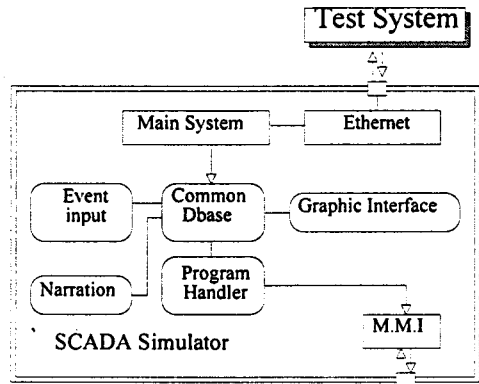 Test System
Main System
Ethernet
Event
input
Common
Dbase
Graphic Interface
Narration
Program
Handler
M.M.I
SCADA Simulator